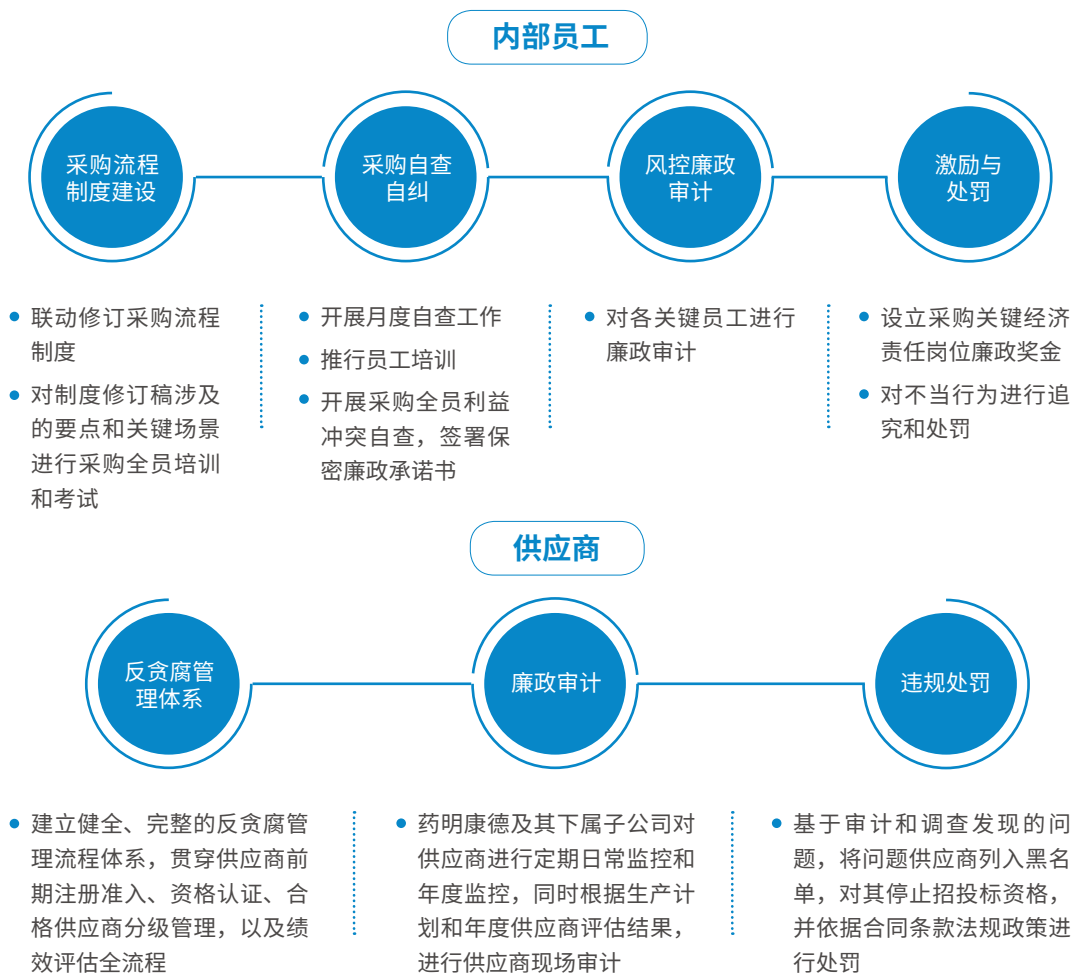 内部员工
采购流程
制度建设
采购自查
自纠
风控廉政
审计
激励与
处罚
联动修订采购流程
制度
对制度修订稿涉及
的要点和关键场景
进行采购全员培训
和考试
开展月度自查工作
推行员工培训
开展采购全员利益
冲突自查，签署保
密廉政承诺书
对各关键员工进行
廉政审计
设立采购关键经济
责任岗位廉政奖金
对不当行为进行追
究和处罚
供应商
反贪腐管
理体系
廉政审计
违规处罚
建立健全、完整的反贪腐管
理流程体系，贯穿供应商前
期注册准入、资格认证、合
格供应商分级管理，以及绩
效评估全流程
药明康德及其下属子公司对
供应商进行定期日常监控和
年度监控，同时根据生产计
划和年度供应商评估结果，
进行供应商现场审计
基于审计和调查发现的问
题，将问题供应商列入黑名
单，对其停止招投标资格，
并依据合同条款法规政策进
行处罚